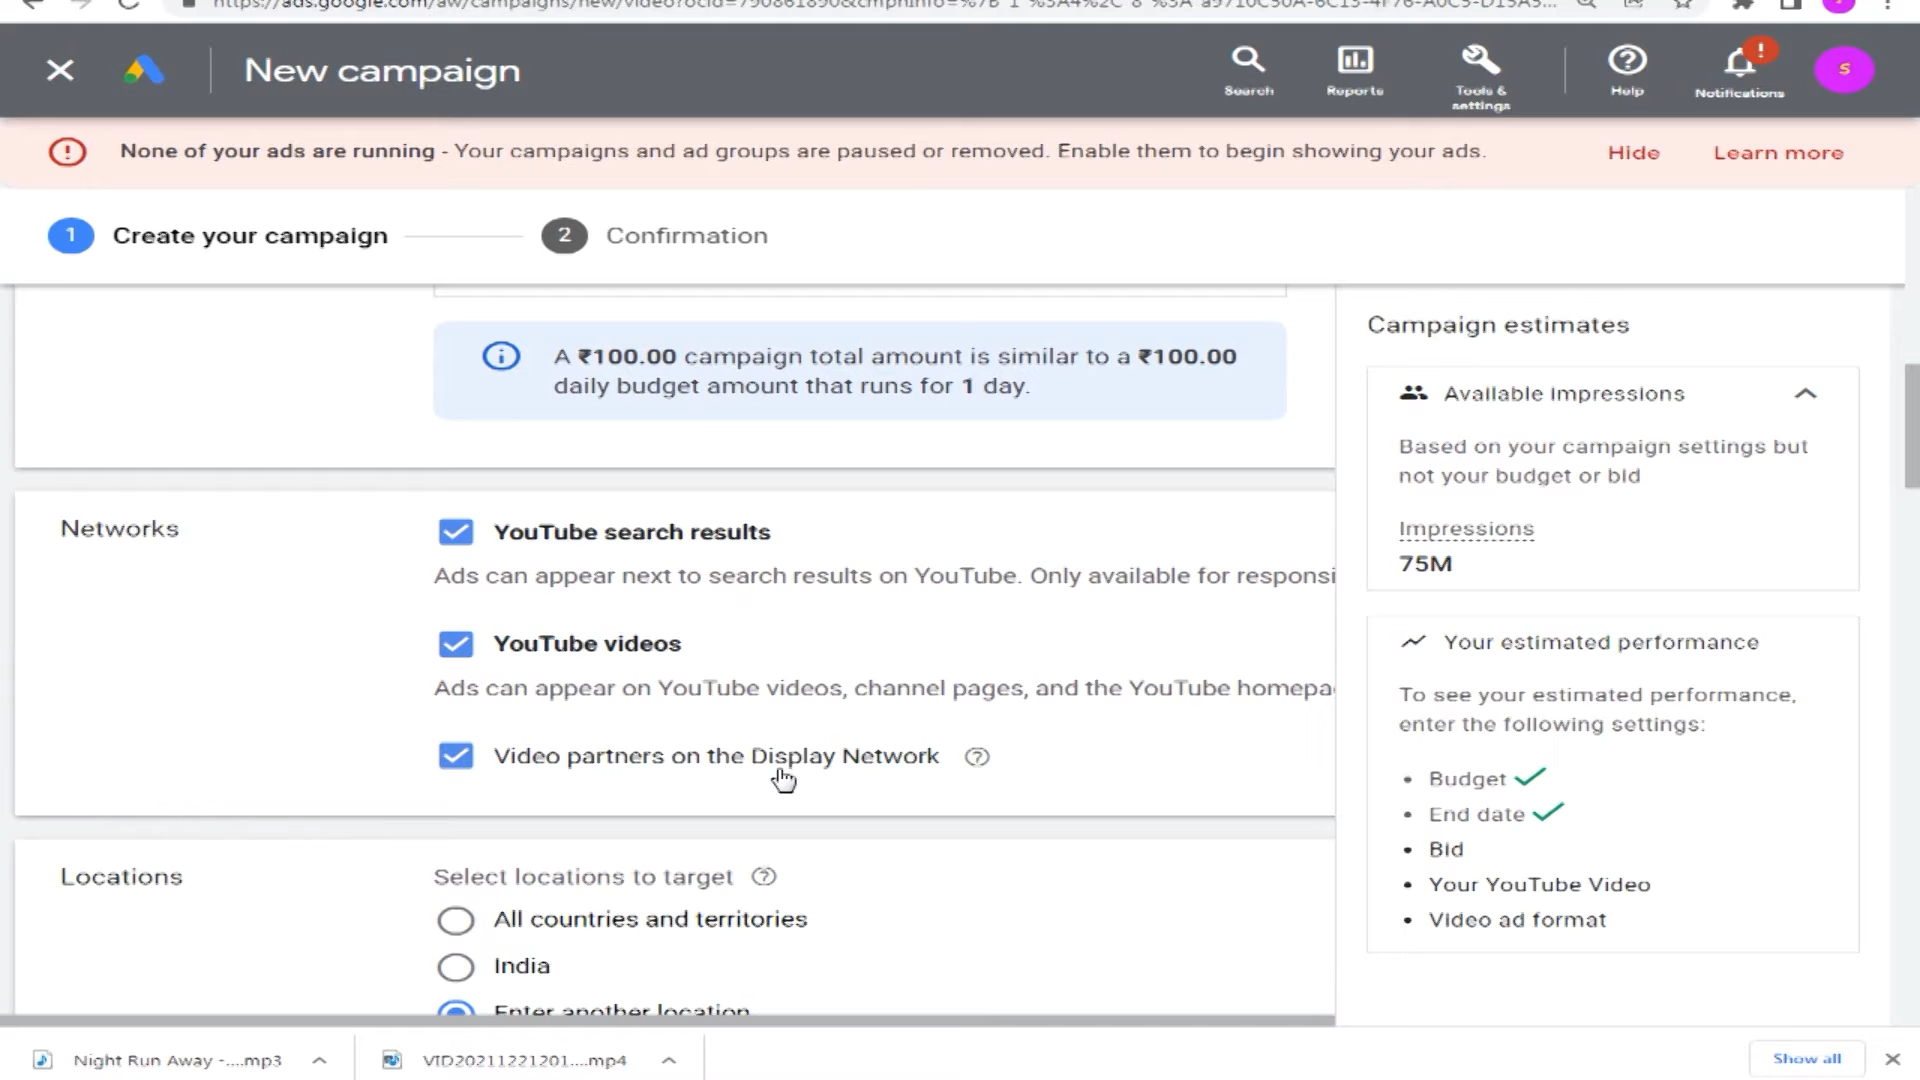 New campaign
Search
Reports
Tools &
settings
Help
!
Notifications
S
None of your ads are running - Your campaigns and ad groups are paused or removed. Enable them to begin showing your ads.
Hide
Learn more
1
Create your campaign
2
Confirmation
A ₹100.00 campaign total amount is similar to a ₹100.00
daily budget amount that runs for 1 day.
Networks
YouTube search results
Ads can appear next to search results on YouTube. Only available for responsi
YouTube videos
Ads can appear on YouTube videos, channel pages, and the YouTube homepa
Video partners on the Display Network
Locations
Select locations to target
All countries and territories
India
Enter another location
Campaign estimates
Available Impressions
Based on your campaign settings but
not your budget or bid
Impressions
75M
Your estimated performance
To see your estimated performance,
enter the following settings:
• Budget
• End date
• Bid
• Your YouTube Video
• Video ad format
Night Run Away -....mp3
VID20211221201....mp4
Show all